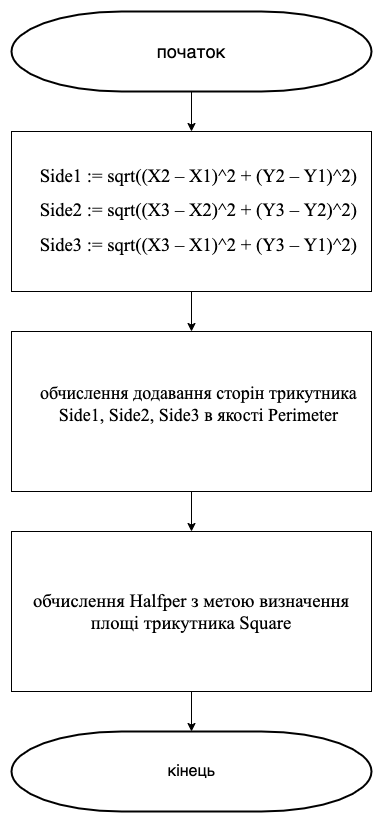 початок
Side1 := sqrt((X2 – X1)^2 + (Y2 – Y1)^2)
Side2 := sqrt((X3 – X2)^2 + (Y3 – Y2)^2)
Side3 := sqrt((X3 – X1)^2 + (Y3 – Y1)^2)
обчислення додавання сторін трикутника
Side1, Side2, Side3 в якості Perimeter
обчислення Halfper з метою визначення
площі трикутника Square
кінець